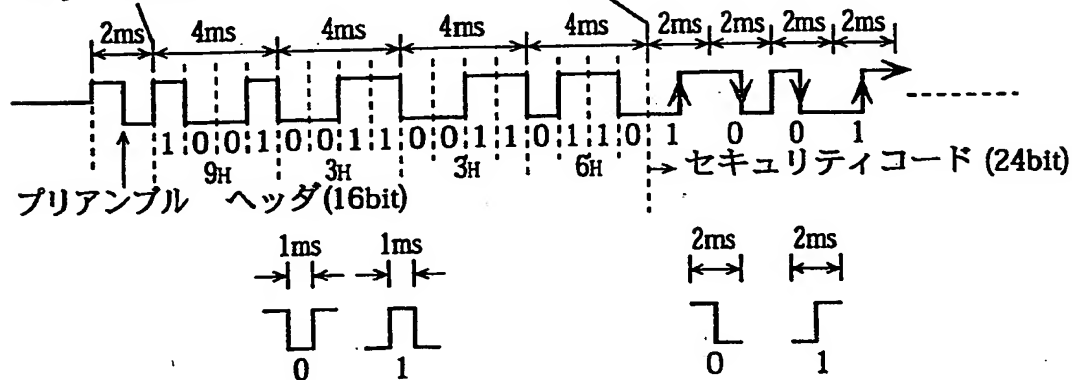 2ms 4ms 4ms 4ms 4ms 2ms 2ms 2ms 2ms
1 0 0 1 0 0 1 1 0 0 1 1 0 1 1 0 1 0 0 1
9H 3H 3H 6H セキュリティコード (24bit)
プリアンブル ヘッダ(16bit)
1ms 1ms 2ms 2ms
0 1 0 1